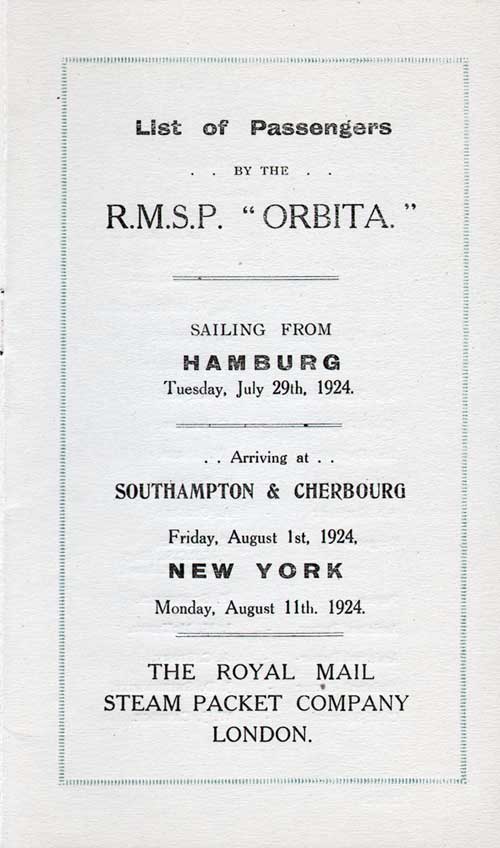 List of Passengers
. . BY THE . .
R.M.S.P. “ORBITA.”
SAILING FROM
HAMBURG
Tuesday, July 29th, 1924.
. . Arriving at . .
SOUTHAMPTON & CHERBOURG
Friday, August 1st, 1924,
NEW YORK
Monday, August 11th. 1924.
THE ROYAL MAIL
STEAM PACKET COMPANY
LONDON.